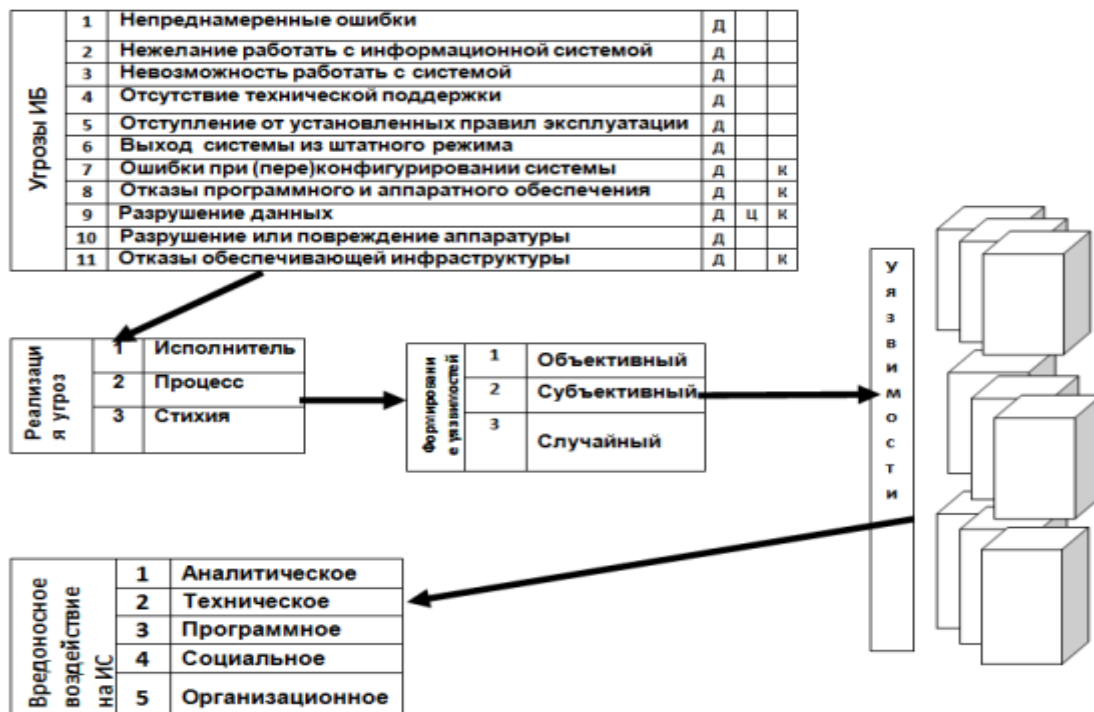 Угрозы ИБ
1 Непреднамеренные ошибки Д
2 Нежелание работать с информационной системой Д
3 Невозможность работать с системой Д
4 Отсутствие технической поддержки Д
5 Отступление от установленных правил эксплуатации Д
6 Выход системы из штатного режима Д
7 Ошибки при (пере)конфигурировании системы Д К
8 Отказы программного и аппаратного обеспечения Д К
9 Разрушение данных Д Ц К
10 Разрушение или повреждение аппаратуры Д
11 Отказы обеспечивающей инфраструктуры Д К
Реализаци
я угроз
1 Исполнитель
2 Процесс
3 Стихия
Формировани
е уязвимостей
1 Объективный
2 Субъективный
3 Случайный
Уязвимости
Вредоносное
воздействие
на ИС
1 Аналитическое
2 Техническое
3 Программное
4 Социальное
5 Организационное